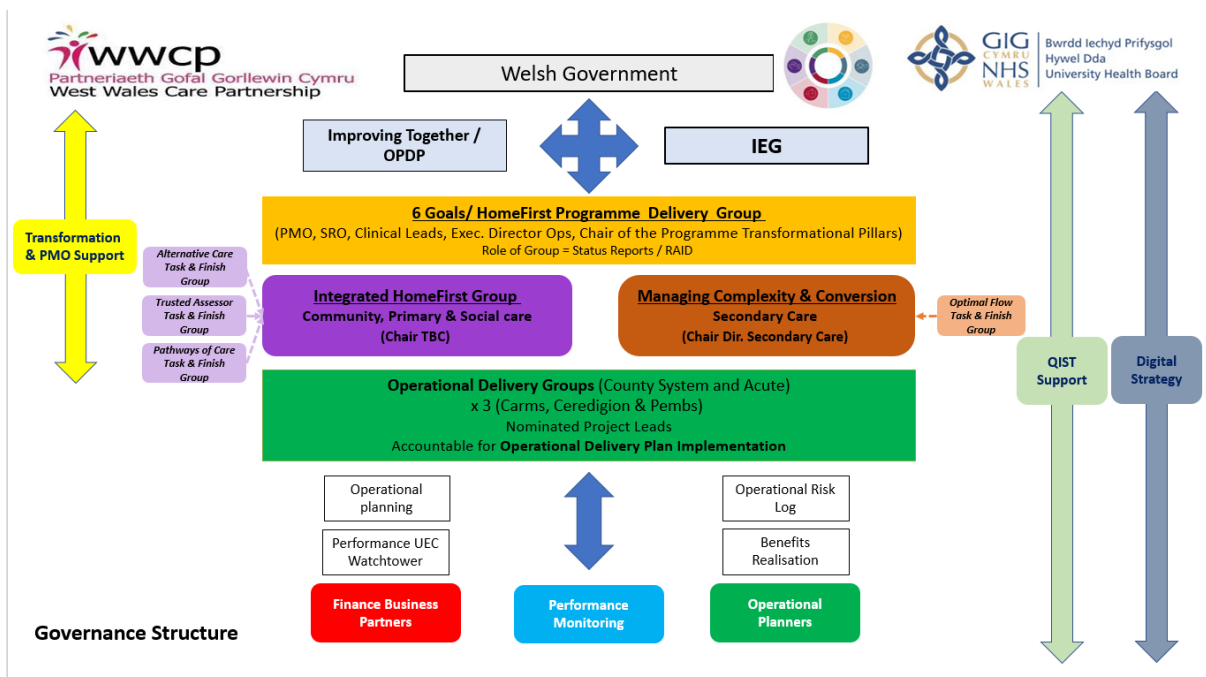 wwcp
Partneriaeth Gofal Gorllewin Cymru
West Wales Care Partnership
Welsh Government
GIG
CYMRU
NHS
WALES
Bwrdd Iechyd Prifysgol
Hywel Dda
University Health Board
Improving Together /
OPDP
IEG
6 Goals/ HomeFirst Programme Delivery Group
(PMO, SRO, Clinical Leads, Exec. Director Ops, Chair of the Programme Transformational Pillars)
Role of Group = Status Reports / RAID
Transformation
& PMO Support
Alternative Care
Task & Finish
Group
Trusted Assessor
Task & Finish
Group
Pathways of Care
Task & Finish
Group
Integrated HomeFirst Group
Community, Primary & Social care
(Chair TBC)
Managing Complexity & Conversion
Secondary Care
(Chair Dir. Secondary Care)
Optimal Flow
Task & Finish
Group
QIST
Support
Digital
Strategy
Operational Delivery Groups (County System and Acute)
x 3 (Carms, Ceredigion & Pembs)
Nominated Project Leads
Accountable for Operational Delivery Plan Implementation
Operational
planning
Operational Risk
Log
Performance UEC
Watchtower
Benefits
Realisation
Finance Business
Partners
Performance
Monitoring
Operational
Planners
Governance Structure